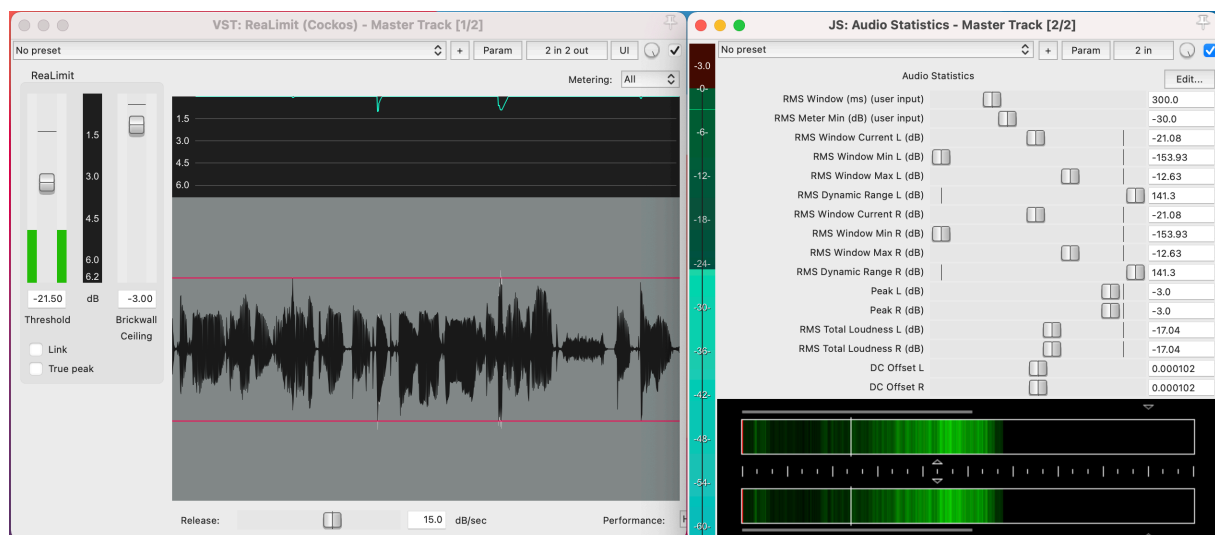 VST: ReaLimit (Cockos) - Master Track [1/2]
No preset
+
Param
2 in 2 out
UI
ReaLimit
Metering: All
1.5
3.0
4.5
6.0
6.2
-21.50
dB
-3.00
Threshold
Brickwall
Ceiling
Link
True peak
1.5
3.0
4.5
6.0
Release:
15.0
dB/sec
Performance:
JS: Audio Statistics - Master Track [2/2]
No preset
+
Param
2 in
-3.0
-0-
-6-
-12-
-18-
-24-
-30-
-36-
-42-
-48-
-54-
-60-
Audio Statistics
Edit...
RMS Window (ms) (user input) 300.0
RMS Meter Min (dB) (user input) -30.0
RMS Window Current L (dB) -21.08
RMS Window Min L (dB) -153.93
RMS Window Max L (dB) -12.63
RMS Dynamic Range L (dB) 141.3
RMS Window Current R (dB) -21.08
RMS Window Min R (dB) -153.93
RMS Window Max R (dB) -12.63
RMS Dynamic Range R (dB) 141.3
Peak L (dB) -3.0
Peak R (dB) -3.0
RMS Total Loudness L (dB) -17.04
RMS Total Loudness R (dB) -17.04
DC Offset L 0.000102
DC Offset R 0.000102